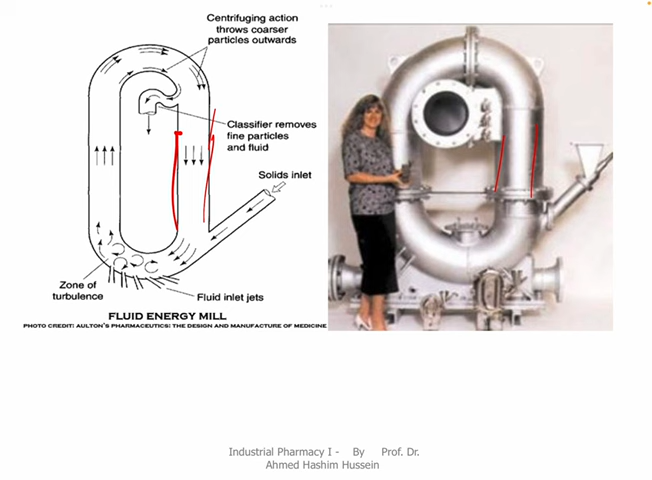 Centrifuging action
throws coarser
particles outwards
Classifier removes
fine particles
and fluid
Solids inlet
Zone of
turbulence
Fluid inlet jets
FLUID ENERGY MILL
PHOTO CREDIT: AULTON'S PHARMACEUTICS: THE DESIGN AND MANUFACTURE OF MEDICINE
Industrial Pharmacy I - By Prof. Dr.
Ahmed Hashim Hussein